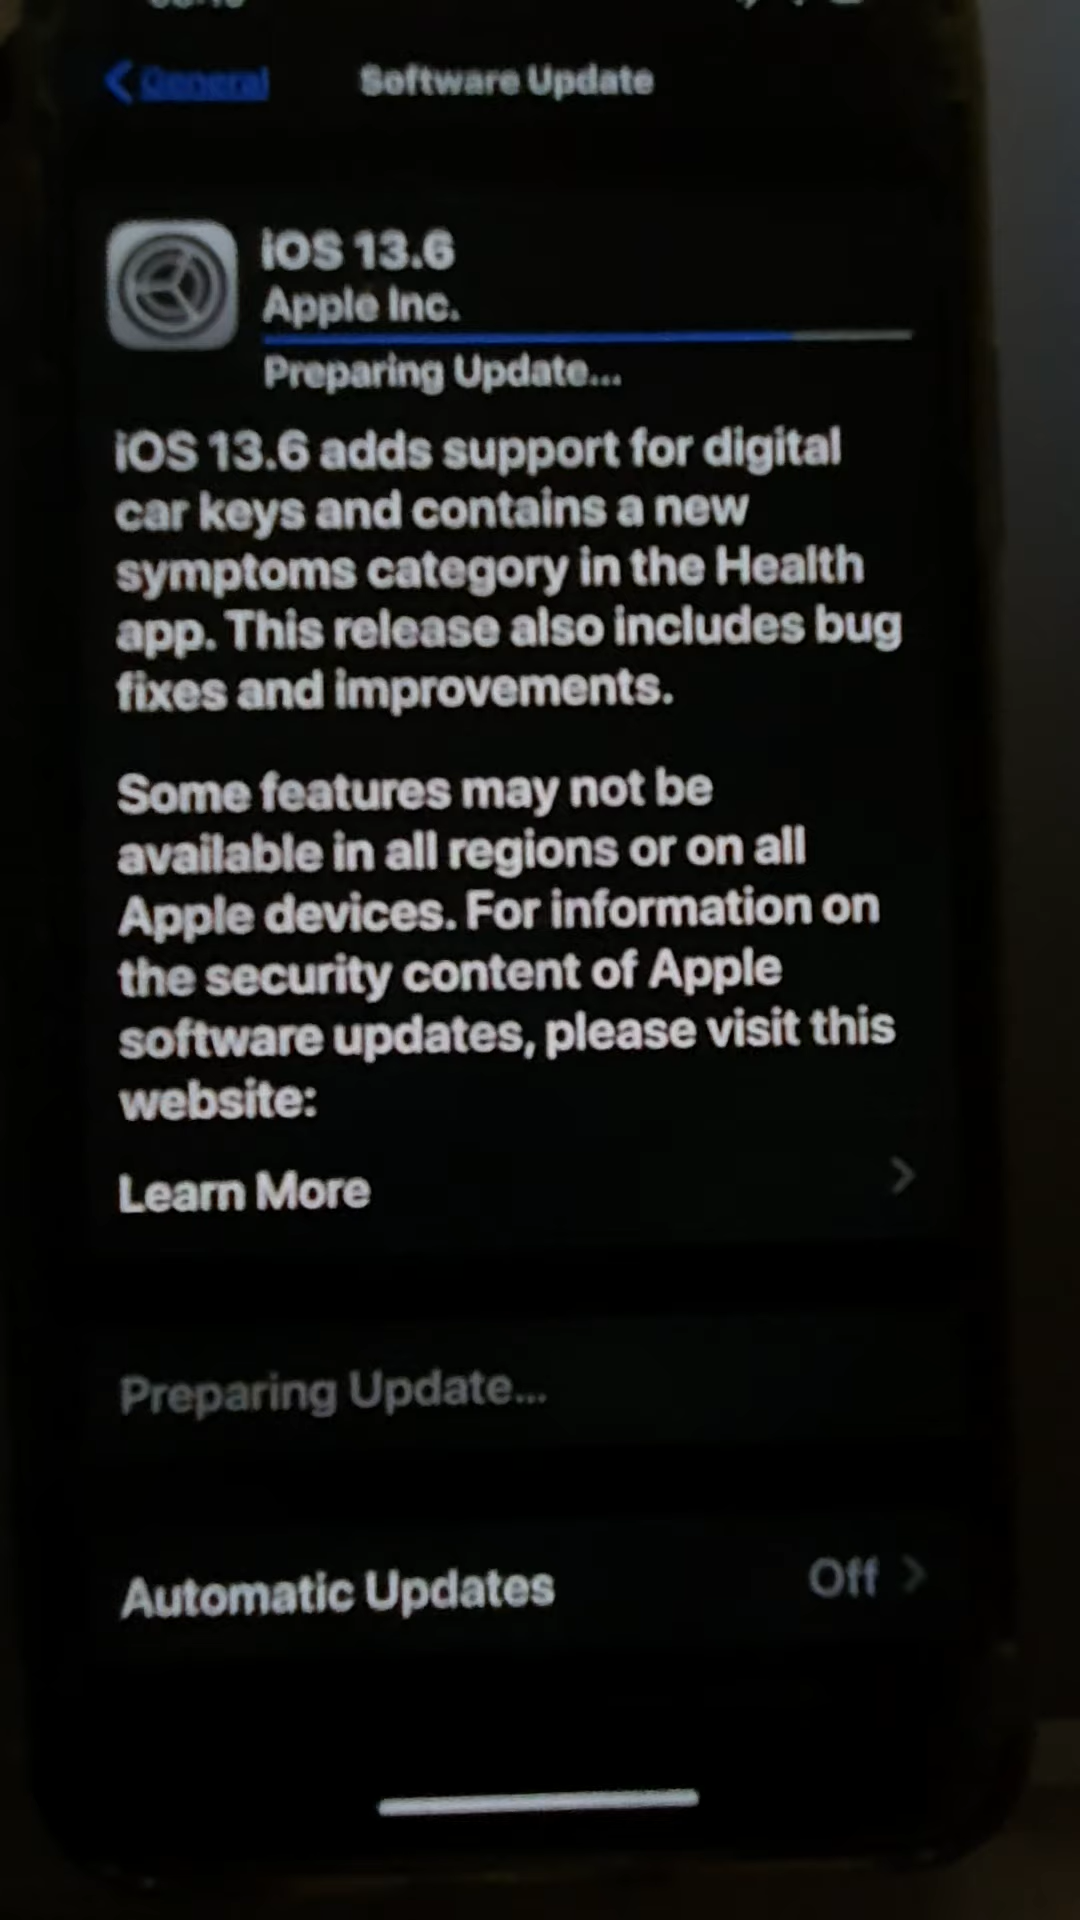 General
Software Update
iOS 13.6
Apple Inc.
Preparing Update...
iOS 13.6 adds support for digital
car keys and contains a new
symptoms category in the Health
app. This release also includes bug
fixes and improvements.
Some features may not be
available in all regions or on all
Apple devices. For information on
the security content of Apple
software updates, please visit this
website:
Learn More
Preparing Update...
Automatic Updates
Off